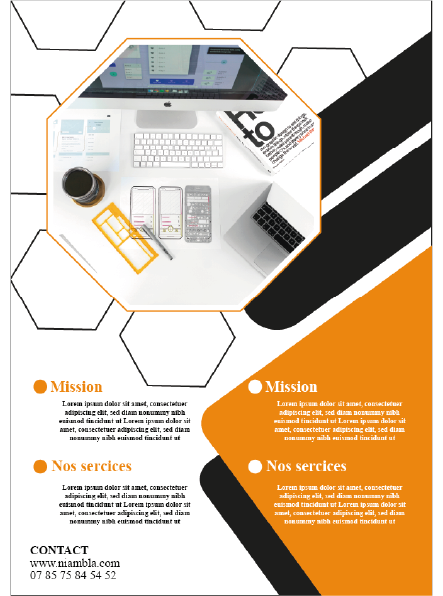 to
Mission
Lorem ipsum dolor sit amet, consectetuer
adipiscing elit, sed diam nonummy nibh
euismod tincidunt ut Lorem ipsum dolor sit
amet, consectetuer adipiscing elit, sed diam
nonummy nibh euismod tincidunt ut
Nos sercices
Lorem ipsum dolor sit amet, consectetuer
adipiscing elit, sed diam nonummy nibh
euismod tincidunt ut Lorem ipsum dolor sit
amet, consectetuer adipiscing elit, sed diam
nonummy nibh euismod tincidunt ut
Mission
Lorem ipsum dolor sit amet, consectetuer
adipiscing elit, sed diam nonummy nibh
euismod tincidunt ut Lorem ipsum dolor sit
amet, consectetuer adipiscing elit, sed diam
nonummy nibh euismod tincidunt ut
Nos sercices
Lorem ipsum dolor sit amet, consectetuer
adipiscing elit, sed diam nonummy nibh
euismod tincidunt ut Lorem ipsum dolor sit
amet, consectetuer adipiscing elit, sed diam
nonummy nibh euismod tincidunt ut
CONTACT
www.niambla.com
07 85 75 84 54 52